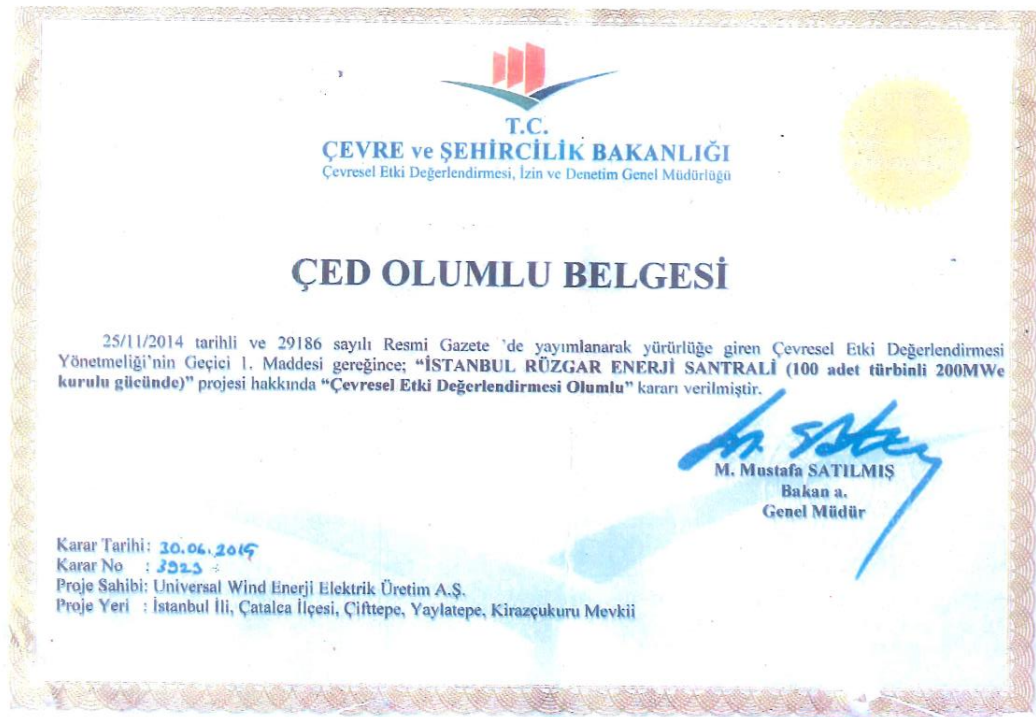 T.C.
ÇEVRE ve ŞEHİRCİLİK BAKANLIĞI
Çevresel Etki Değerlendirmesi, İzin ve Denetim Genel Müdürlüğü
ÇED OLUMLU BELGESİ
25/11/2014 tarihli ve 29186 sayılı Resmi Gazete 'de yayımlanarak yürürlüğe giren Çevresel Etki Değerlendirmesi
Yönetmeliği'nin Geçici 1. Maddesi gereğince; “İSTANBUL RÜZGAR ENERJİ SANTRALİ (100 adet türbinli 200MWe
kurulu gücünde)” projesi hakkında “Çevresel Etki Değerlendirmesi Olumlu” kararı verilmiştir.
M. Mustafa SATILMIŞ
Bakan a.
Genel Müdür
Karar Tarihi: 30.06.2015
Karar No :
Proje Sahibi: Universal Wind Enerji Elektrik Üretim A.Ş.
Proje Yeri : İstanbul İli, Çatalca İlçesi, Çifttepe, Yaylatepe, Kirazçukuru Mevkii